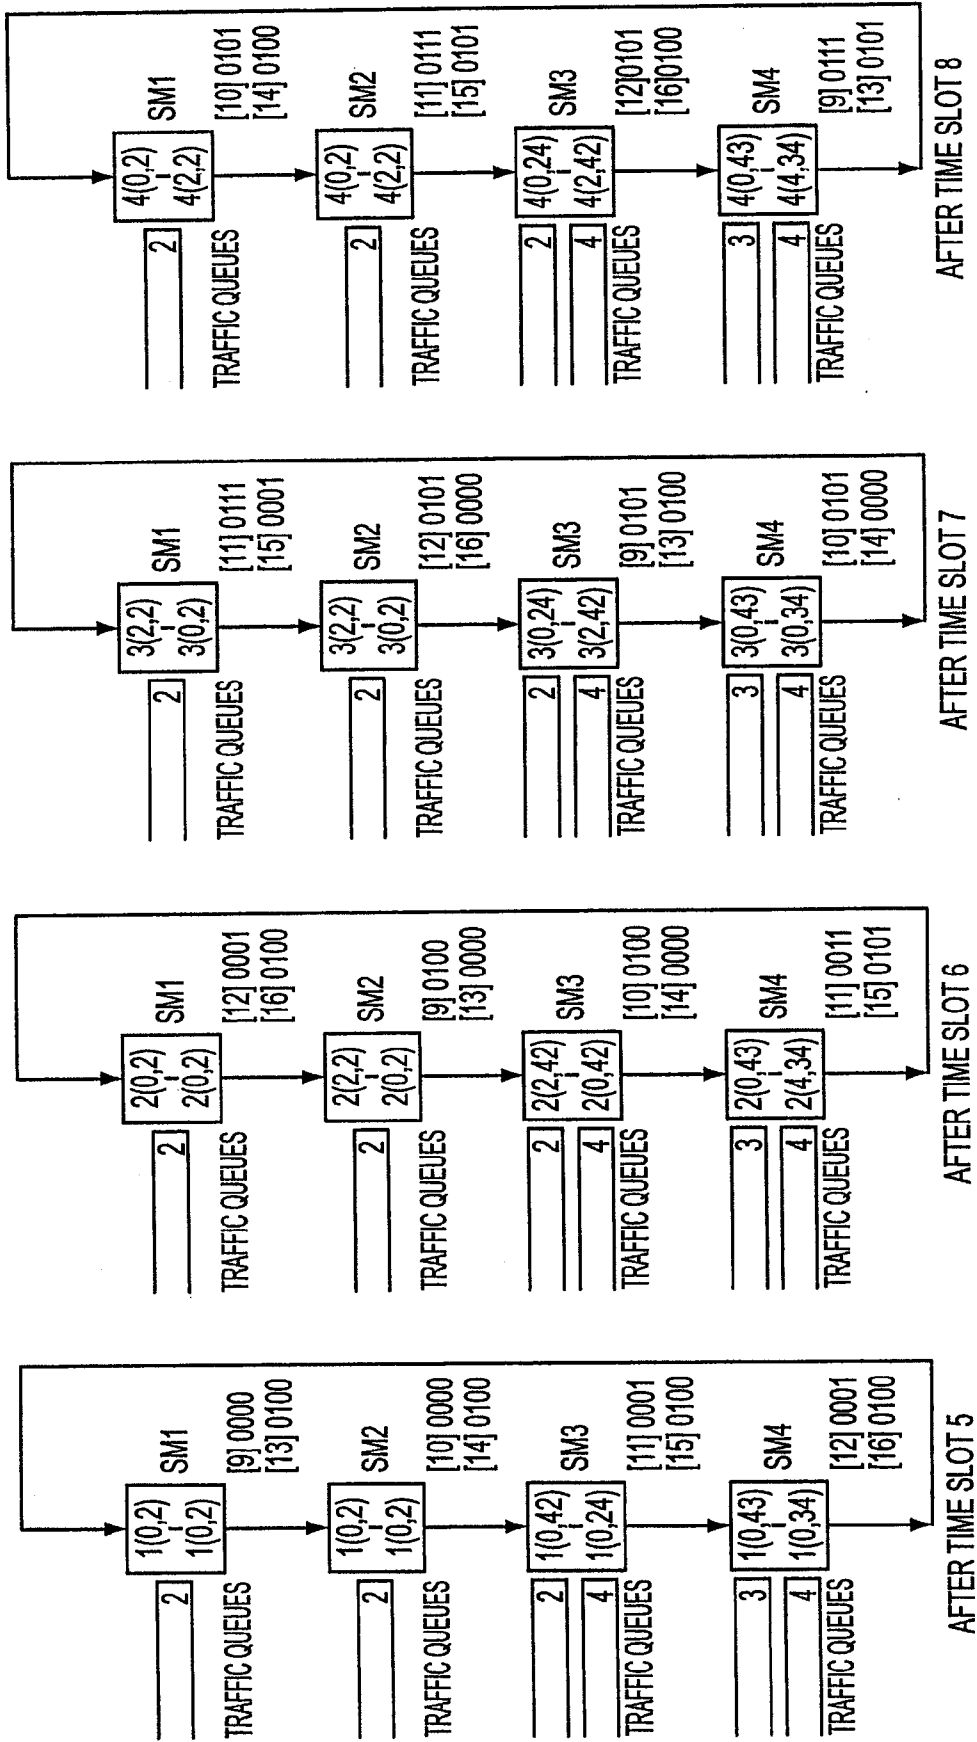 SM1
1(0,2)
1(0,2)
[9] 0000
[13] 0100
2
TRAFFIC QUEUES
SM2
1(0,2)
1(0,2)
[10] 0000
[14] 0100
2
TRAFFIC QUEUES
SM3
1(0,42)
1(0,24)
[11] 0001
[15] 0100
2
4
TRAFFIC QUEUES
SM4
1(0,43)
1(0,34)
[12] 0001
[16] 0100
3
4
TRAFFIC QUEUES
AFTER TIME SLOT 5
SM1
2(0,2)
2(0,2)
[12] 0001
[16] 0100
2
TRAFFIC QUEUES
SM2
2(2,2)
2(0,2)
[9] 0100
[13] 0000
2
TRAFFIC QUEUES
SM3
2(2,42)
2(0,42)
[10] 0100
[14] 0000
2
4
TRAFFIC QUEUES
SM4
2(0,43)
2(4,34)
[11] 0011
[15] 0101
3
4
TRAFFIC QUEUES
AFTER TIME SLOT 6
SM1
3(2,2)
3(0,2)
[11] 0111
[15] 0001
2
TRAFFIC QUEUES
SM2
3(2,2)
3(0,2)
[12] 0101
[16] 0000
2
TRAFFIC QUEUES
SM3
3(0,24)
3(2,42)
[9] 0101
[13] 0100
2
4
TRAFFIC QUEUES
SM4
3(0,43)
3(0,34)
[10] 0101
[14] 0000
3
4
TRAFFIC QUEUES
AFTER TIME SLOT 7
SM1
4(0,2)
4(2,2)
[10] 0101
[14] 0100
2
TRAFFIC QUEUES
SM2
4(0,2)
4(2,2)
[11] 0111
[15] 0101
2
TRAFFIC QUEUES
SM3
4(0,24)
4(2,42)
[12]0101
[16]0100
2
4
TRAFFIC QUEUES
SM4
4(0,43)
4(4,34)
[9] 0111
[13] 0101
3
4
TRAFFIC QUEUES
AFTER TIME SLOT 8